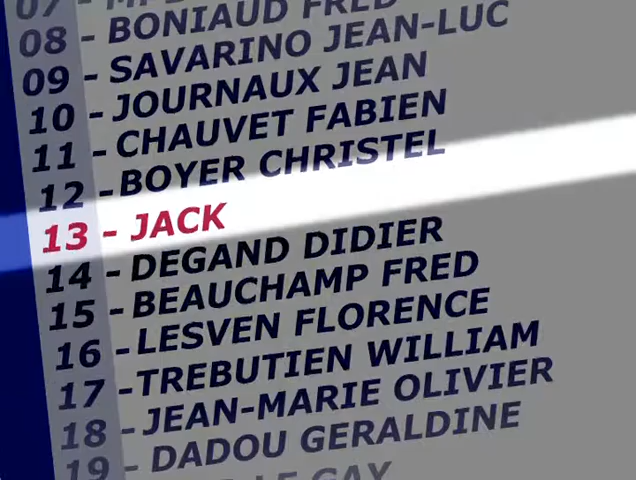 08 - BONIAUD FRED
09 - SAVARINO JEAN-LUC
10 - JOURNAUX JEAN
11 - CHAUVET FABIEN
12 - BOYER CHRISTEL
13 - JACK
14 - DEGAND DIDIER
15 - BEAUCHAMP FRED
16 - LESVEN FLORENCE
17 - TREBUTIEN WILLIAM
18 - JEAN-MARIE OLIVIER
19 - DADOU GERALDINE